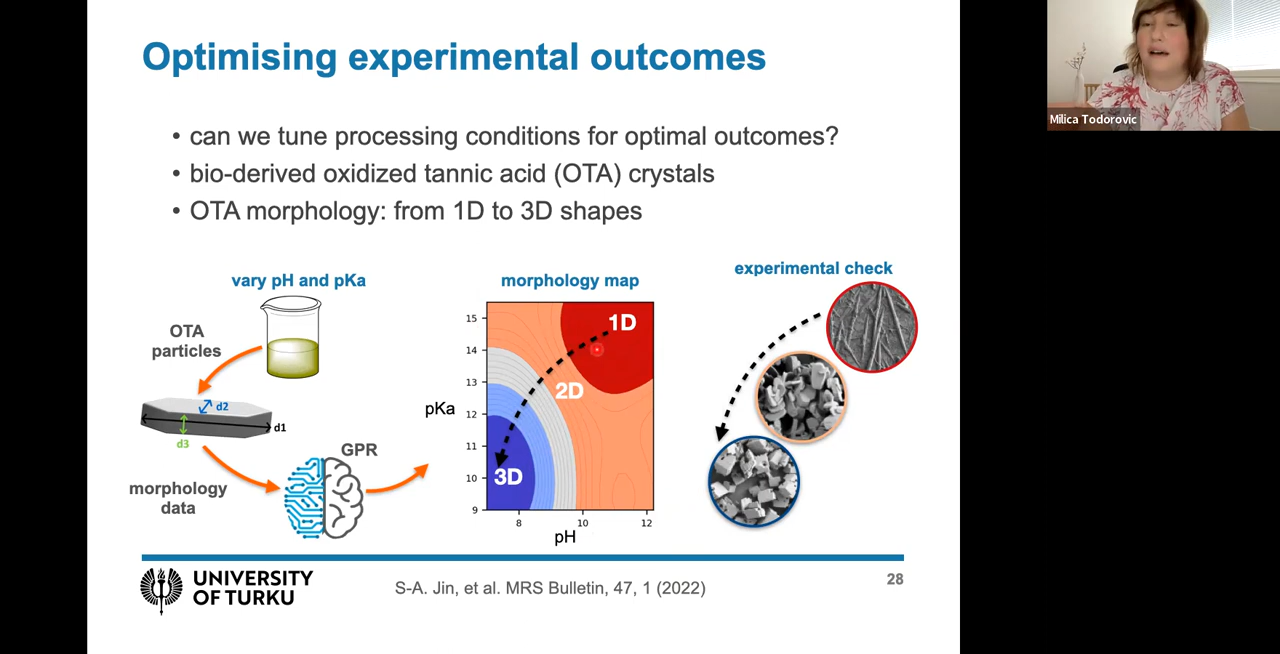 Optimising experimental outcomes
Milica Todorovic
• can we tune processing conditions for optimal outcomes?
• bio-derived oxidized tannic acid (OTA) crystals
• OTA morphology: from 1D to 3D shapes
vary pH and pKa
morphology map
experimental check
OTA
particles
d2
d1
d3
morphology
data
GPR
pKa
15
14
13
12
11
10
9
1D
2D
3D
8
10
12
pH
UNIVERSITY
OF TURKU
S-A. Jin, et al. MRS Bulletin, 47, 1 (2022)
28